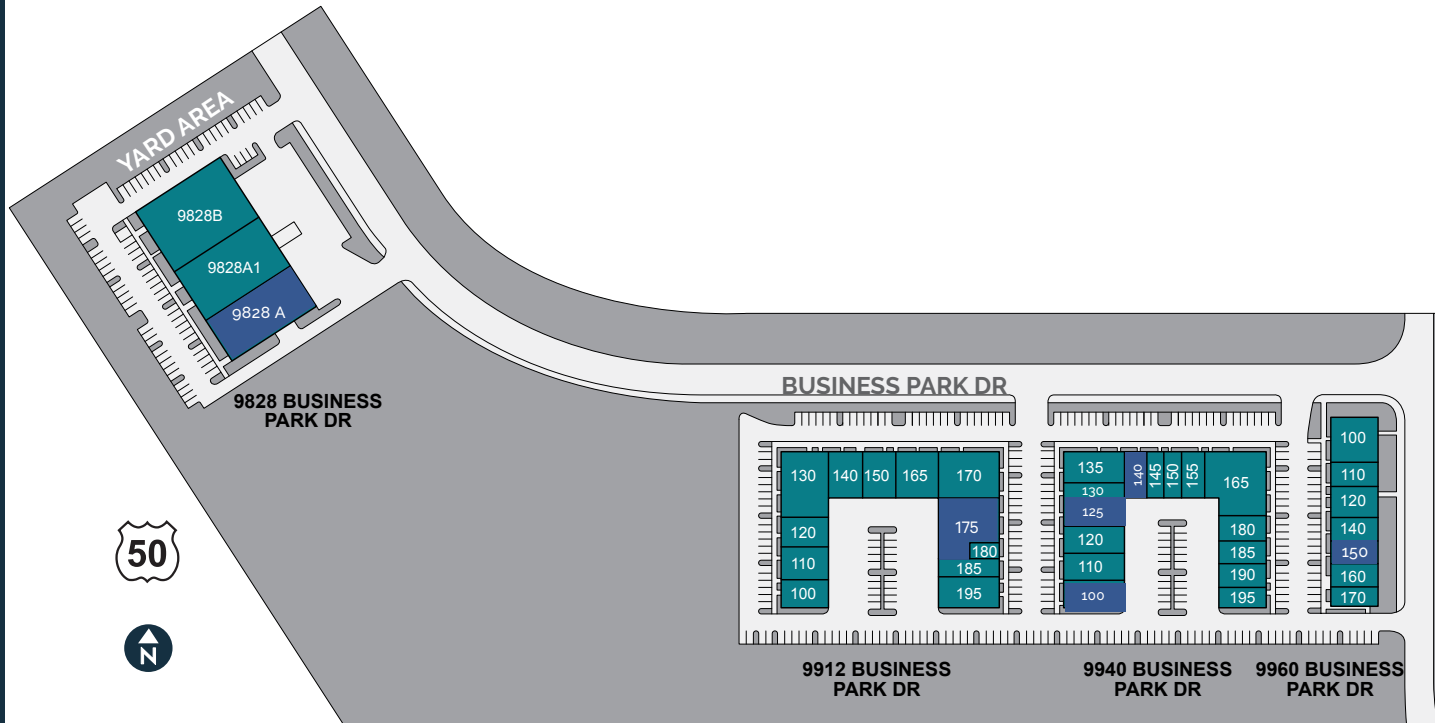 YARD AREA
9828B
9828A1
9828 A
9828 BUSINESS
PARK DR
BUSINESS PARK DR
50
N
130
140
150
165
170
120
110
100
175
180
185
195
9912 BUSINESS
PARK DR
135
130
125
120
110
100
140
145
150
155
165
180
185
190
195
9940 BUSINESS
PARK DR
100
110
120
140
150
160
170
9960 BUSINESS
PARK DR